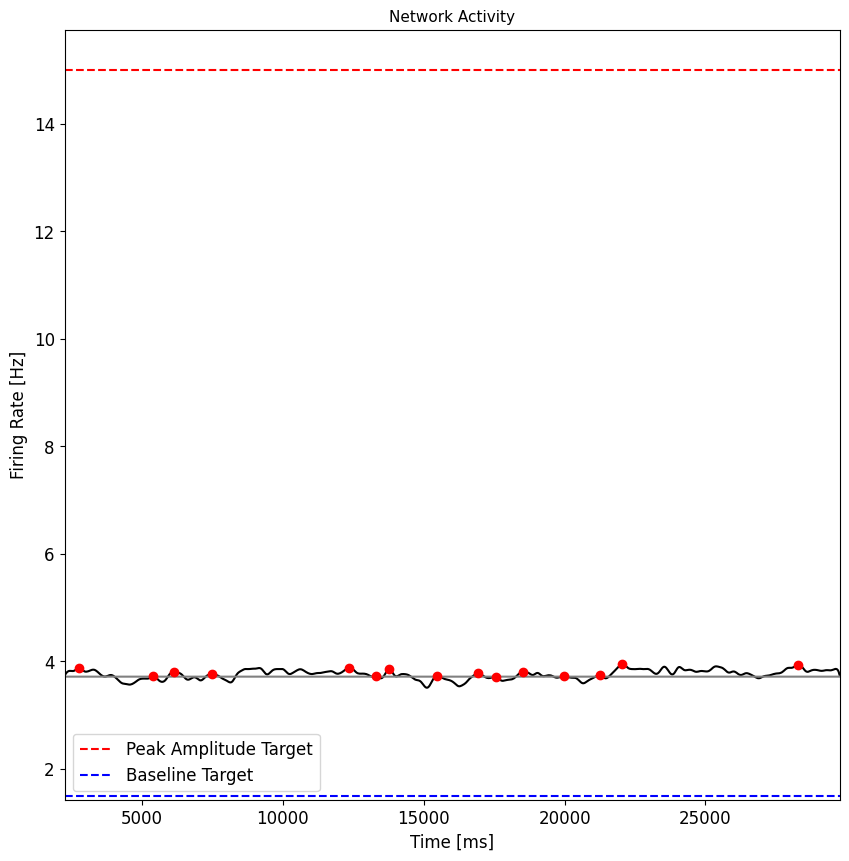 Network Activity
14
12
10
8
6
4
2
Firing Rate [Hz]
Peak Amplitude Target
Baseline Target
5000 10000 15000 20000 25000
Time [ms]